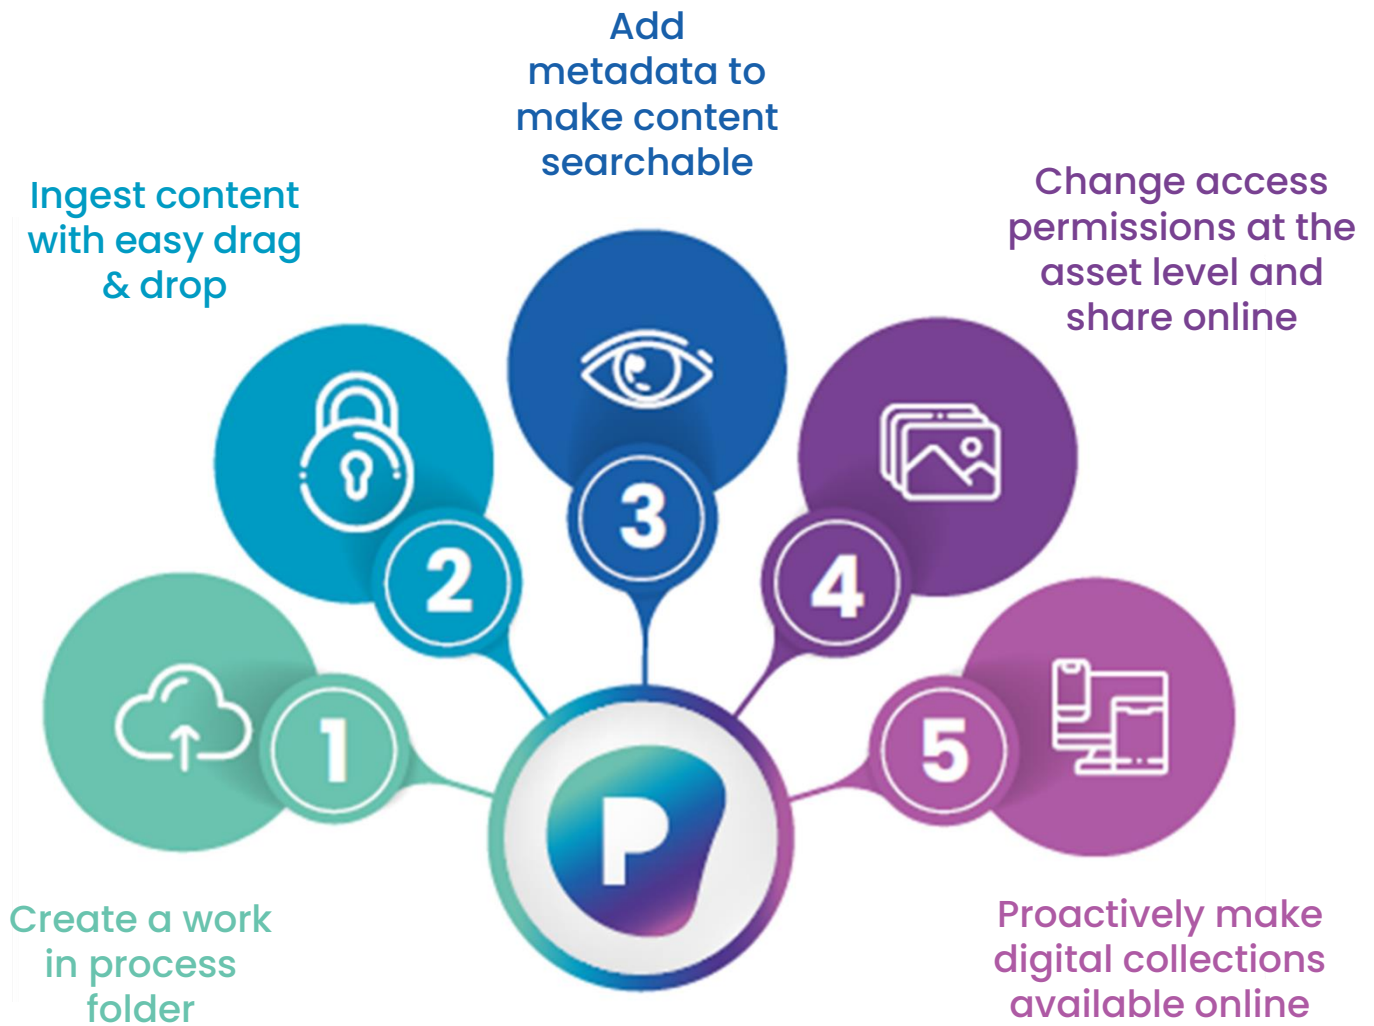 Add
metadata to
make content
searchable
Ingest content
with easy drag
& drop
Change access
permissions at the
asset level and
share online
3
2
4
1
5
P
Create a work
in process
folder
Proactively make
digital collections
available online